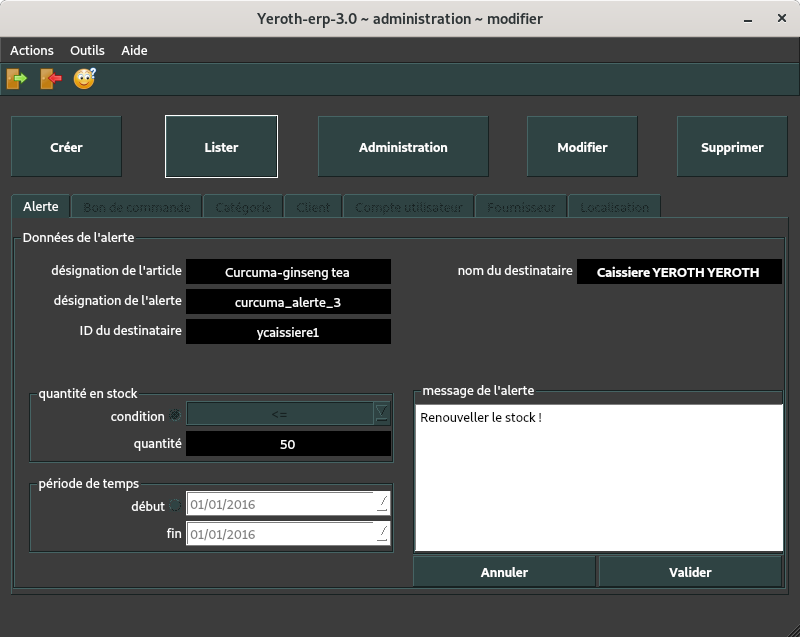 Yeroth-erp-3.0 ~ administration ~ modifier
Actions Outils Aide
Créer Lister Administration Modifier Supprimer
Alerte Bon de commande Catégorie Client Compte utilisateur Fournisseur Localisation
Données de l'alerte
désignation de l'article Curcuma-ginseng tea nom du destinataire Caissiere YEROTH YEROTH
désignation de l'alerte curcuma_alerte_3
ID du destinataire ycaissiere1
quantité en stock
condition <=
quantité 50
période de temps
début 01/01/2016
fin 01/01/2016
message de l'alerte
Renouveller le stock !
Annuler Valider